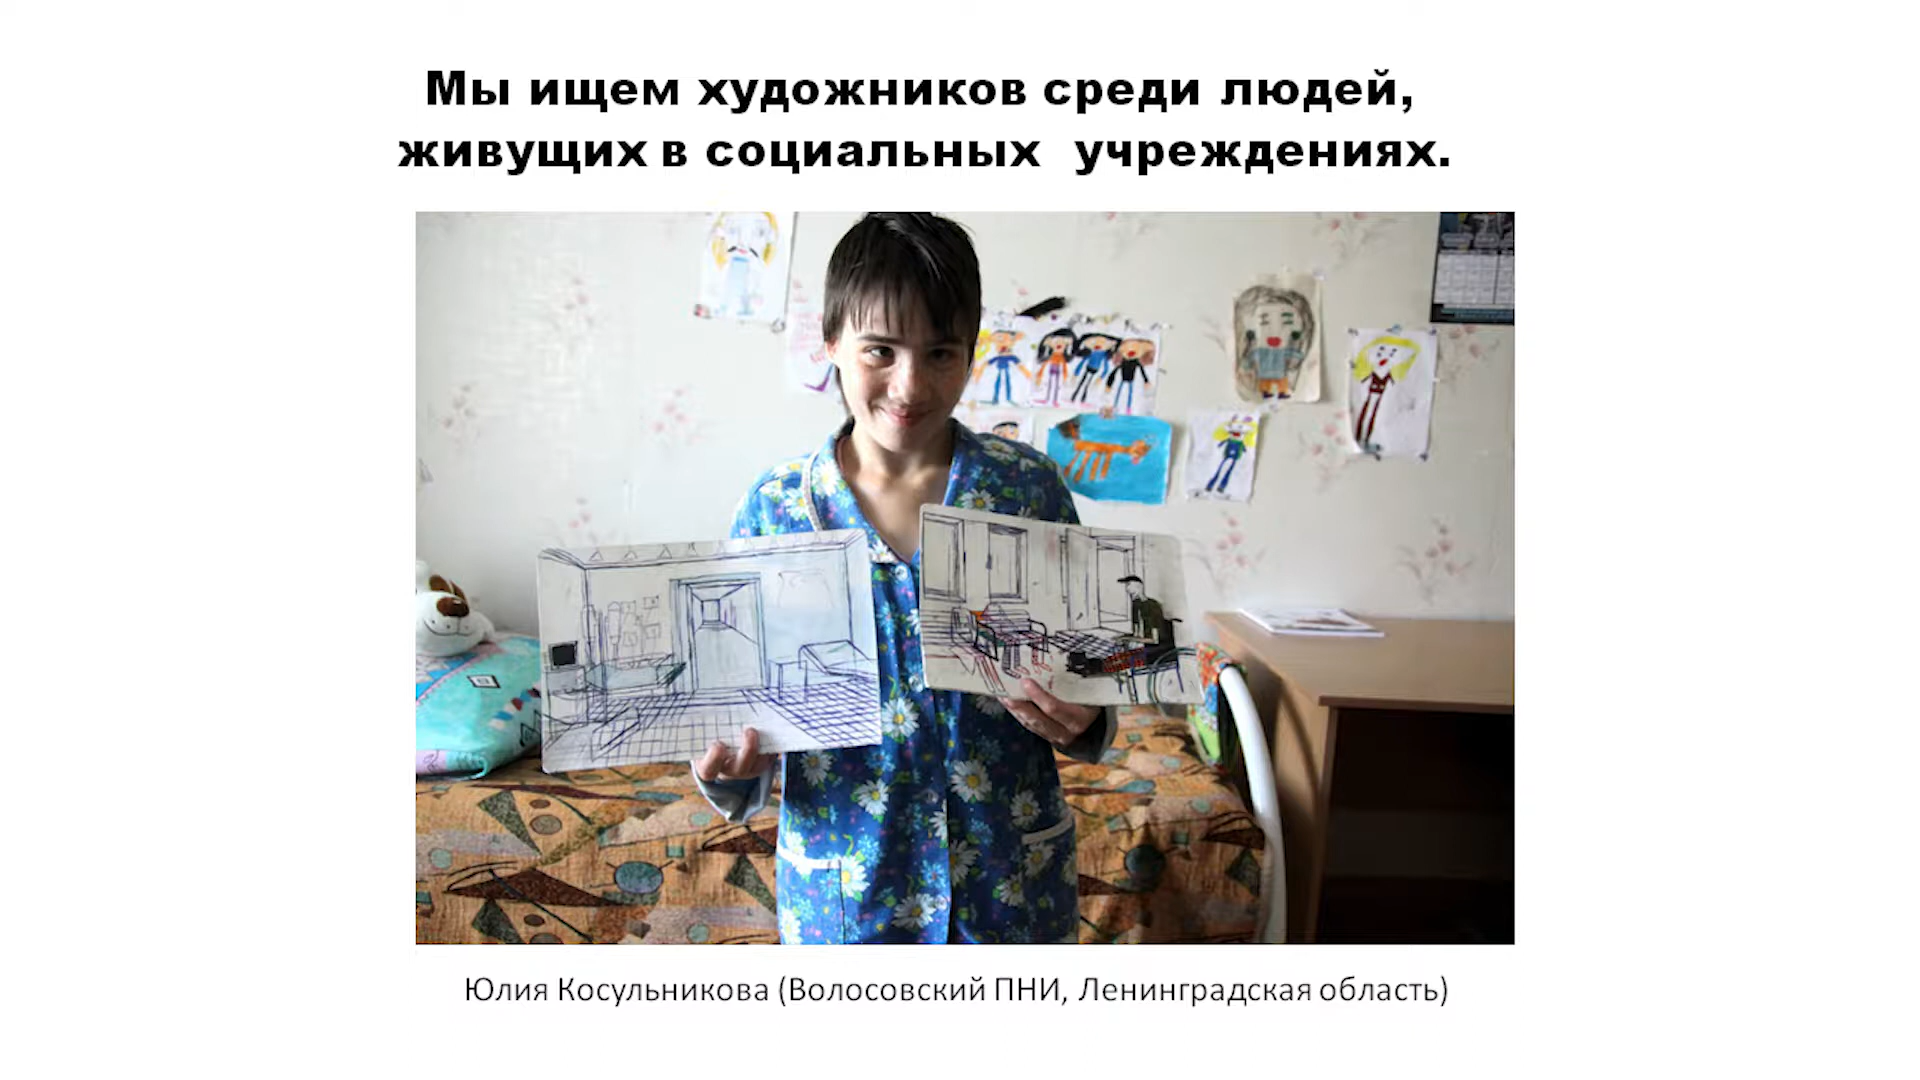 Мы ищем художников среди людей,
живущих в социальных учреждениях.
Юлия Косульникова (Волосовский ПНИ, Ленинградская область)